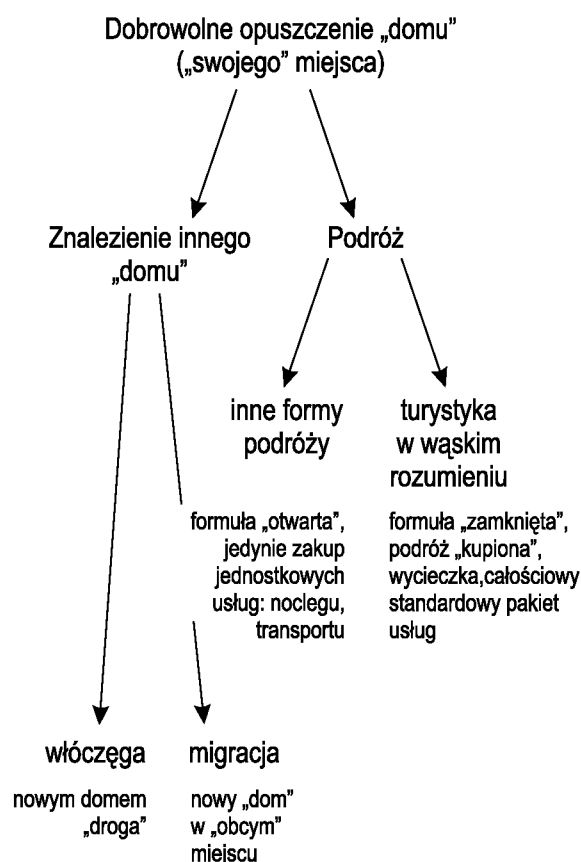 Dobrowolne opuszczenie „domu”
(„swojego” miejsca)
Znalezienie innego
„domu”
Podróż
inne formy
podróży
turystyka
w wąskim
rozumieniu
formuła „otwarta”,
jedynie zakup
jednostkowych
usług: noclegu,
transportu
formuła „zamknięta”,
podróż „kupiona”,
wycieczka,całościowy
standardowy pakiet
usług
włóczęga
nowym domem
„droga”
migracja
nowy „dom”
w „obcym”
miejscu